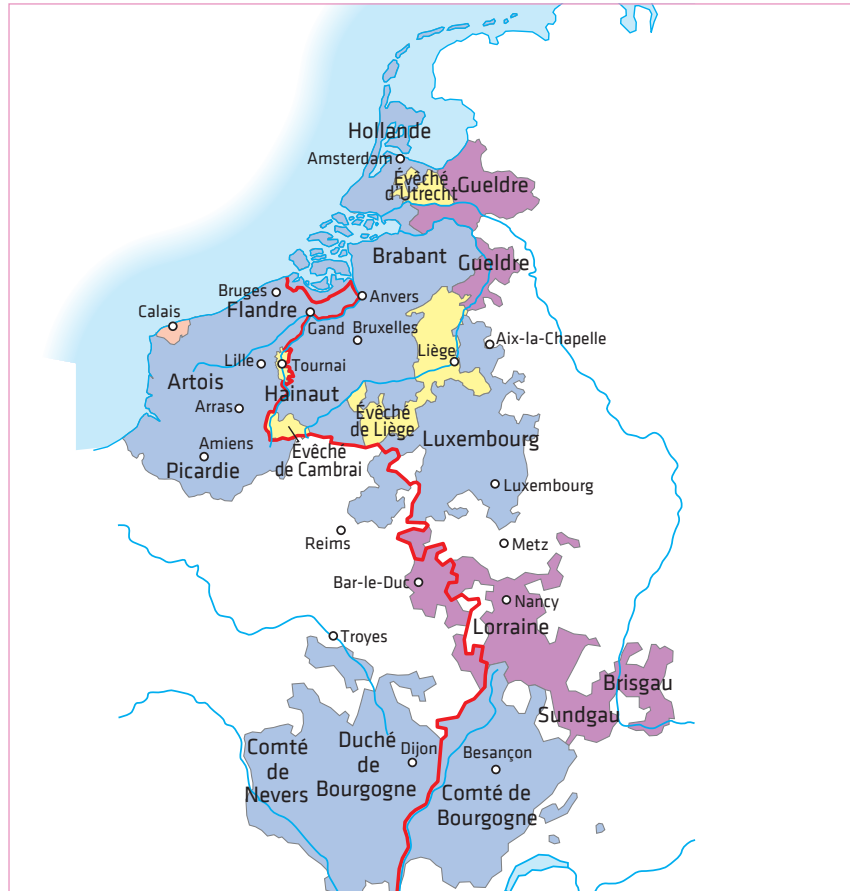 Hollande
Amsterdam
Évêché
d'Utrecht
Gueldre
Brabant
Gueldre
Bruges
Anvers
Calais
Flandre
Gand
Bruxelles
Aix-la-Chapelle
Lille
Tournai
Liège
Artois
Hainaut
Arras
Évêché
de Liège
Luxembourg
Amiens
Évêché
de Cambrai
Picardie
Luxembourg
Reims
Metz
Bar-le-Duc
Nancy
Lorraine
Troyes
Brisgau
Sundgau
Comté
de
Nevers
Duché
de
Bourgogne
Dijon
Besançon
Comté de
Bourgogne